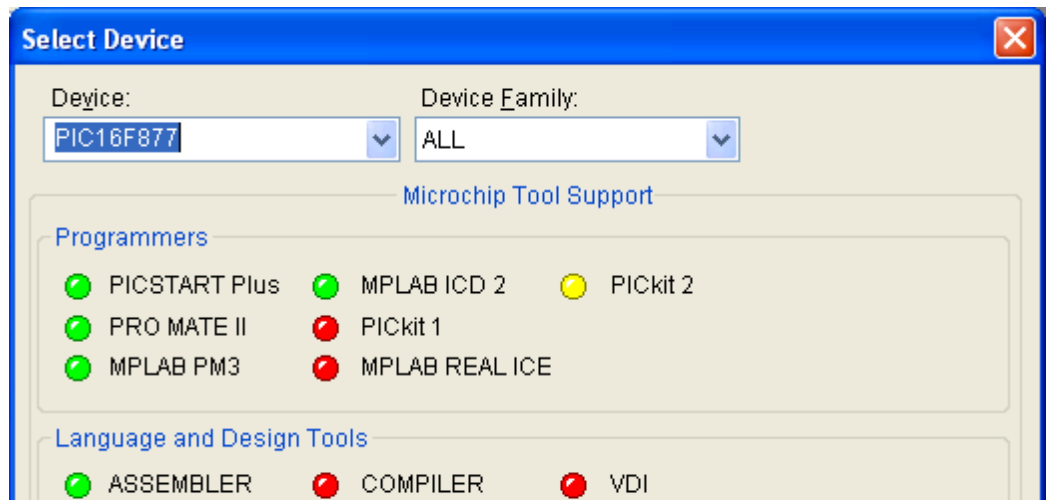 Select Device
Device: Device Family:
PIC16F877 ALL
Microchip Tool Support
Programmers
PICSTART Plus MPLAB ICD 2 PICkit 2
PRO MATE II PICkit 1
MPLAB PM3 MPLAB REAL ICE
Language and Design Tools
ASSEMBLER COMPILER VDI